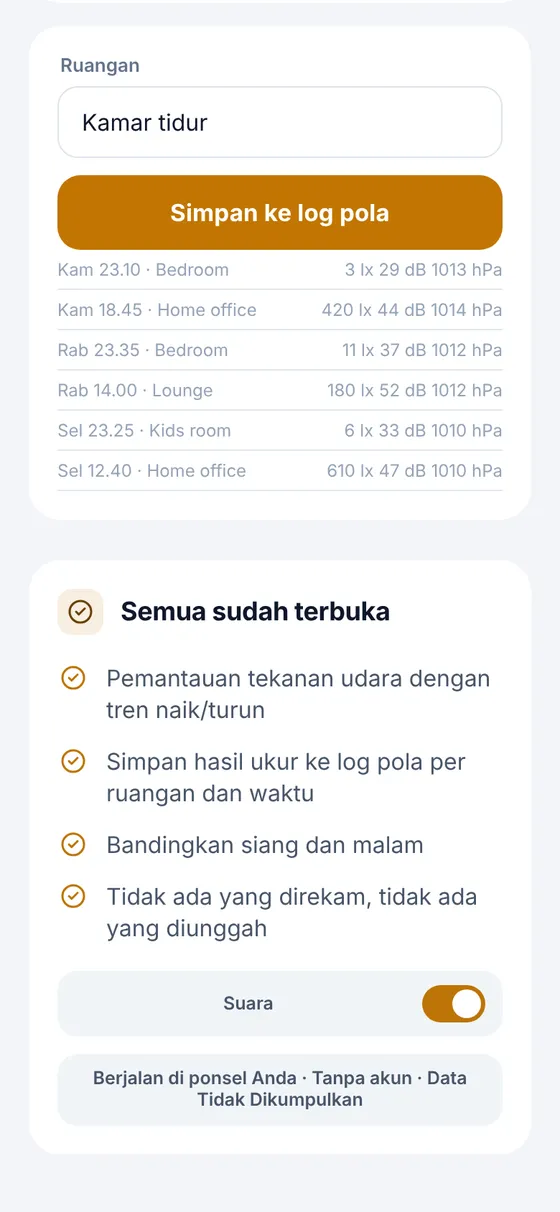 Ruangan
Kamar tidur
Simpan ke log pola
Kam 23.10 · Bedroom 3 lx 29 dB 1013 hPa
Kam 18.45 · Home office 420 lx 44 dB 1014 hPa
Rab 23.35 · Bedroom 11 lx 37 dB 1012 hPa
Rab 14.00 · Lounge 180 lx 52 dB 1012 hPa
Sel 23.25 · Kids room 6 lx 33 dB 1010 hPa
Sel 12.40 · Home office 610 lx 47 dB 1010 hPa
Semua sudah terbuka
Pemantauan tekanan udara dengan
tren naik/turun
Simpan hasil ukur ke log pola per
ruangan dan waktu
Bandingkan siang dan malam
Tidak ada yang direkam, tidak ada
yang diunggah
Suara
Berjalan di ponsel Anda · Tanpa akun · Data
Tidak Dikumpulkan